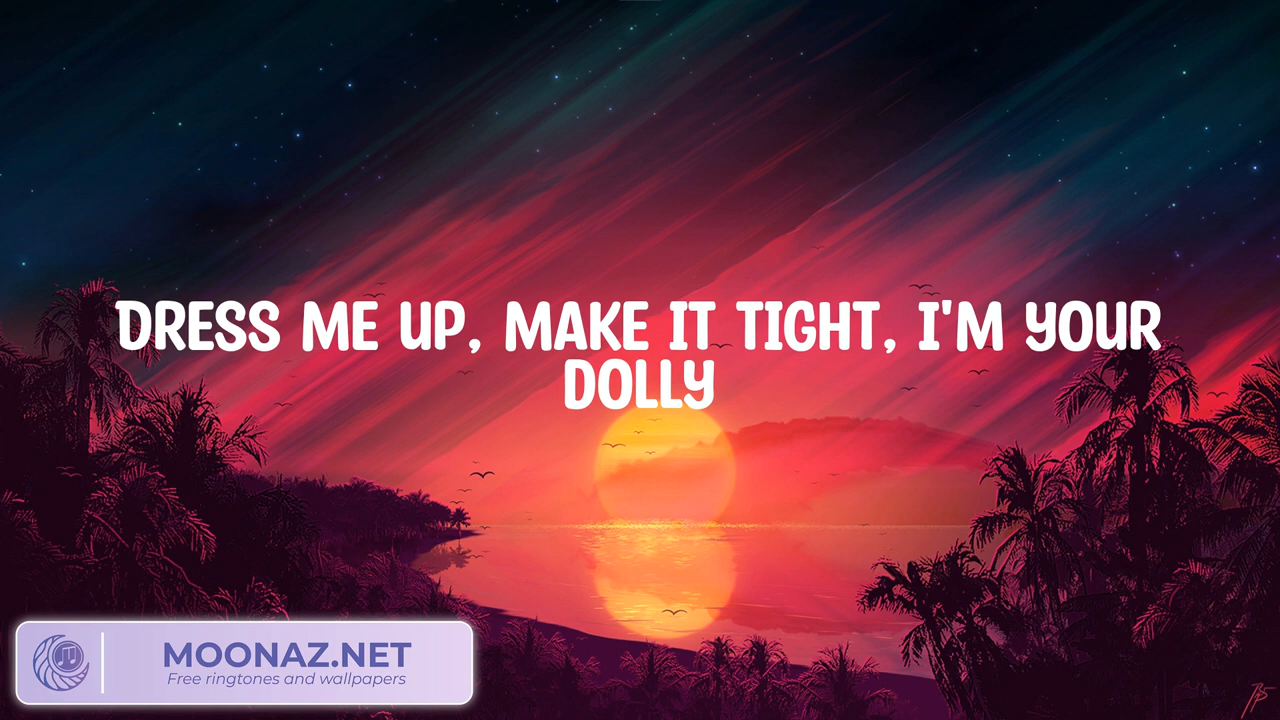 DRESS ME UP, MAKE IT TIGHT, I'M YOUR
DOLLY
MOONAZ.NET
Free ringtones and wallpapers